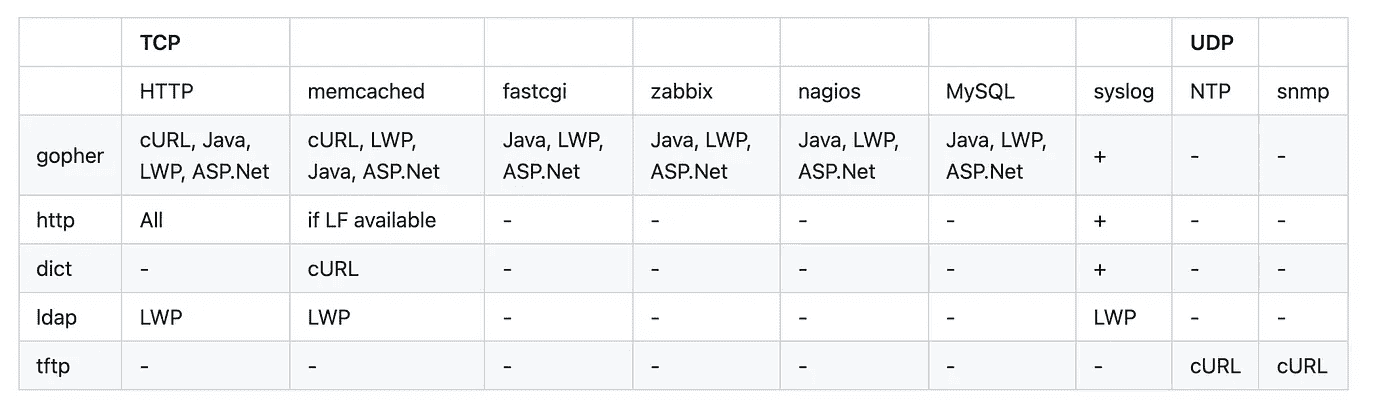 TCP UDP
HTTP memcached fastcgi zabbix nagios MySQL syslog NTP snmp
gopher cURL, Java, LWP, ASP.Net cURL, LWP, Java, ASP.Net Java, LWP, ASP.Net Java, LWP, ASP.Net Java, LWP, ASP.Net Java, LWP, ASP.Net + - -
http All if LF available - - - - + - -
dict - cURL - - - - + - -
ldap LWP LWP - - - - LWP - -
tftp - - - - - - - cURL cURL